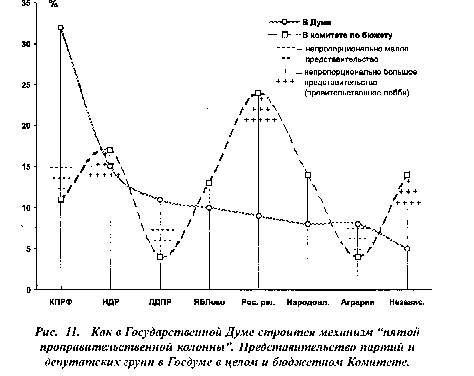 %
35
30
25
20
15
10
5
0
В Думе
В комитете по бюджету
непропорционально малое
представительство
непропорционально большое
представительство
(правительственное лобби)
КПРФ НДР ЛДПР ЯБЛоко Рос. рег. Народовл. Аграрии Независ.
Рис. 11. Как в Государственной Думе строится механизм "пятой
проправительственной колонны". Представительство партий и
депутатских групп в Госдуме в целом и бюджетном Комитете.